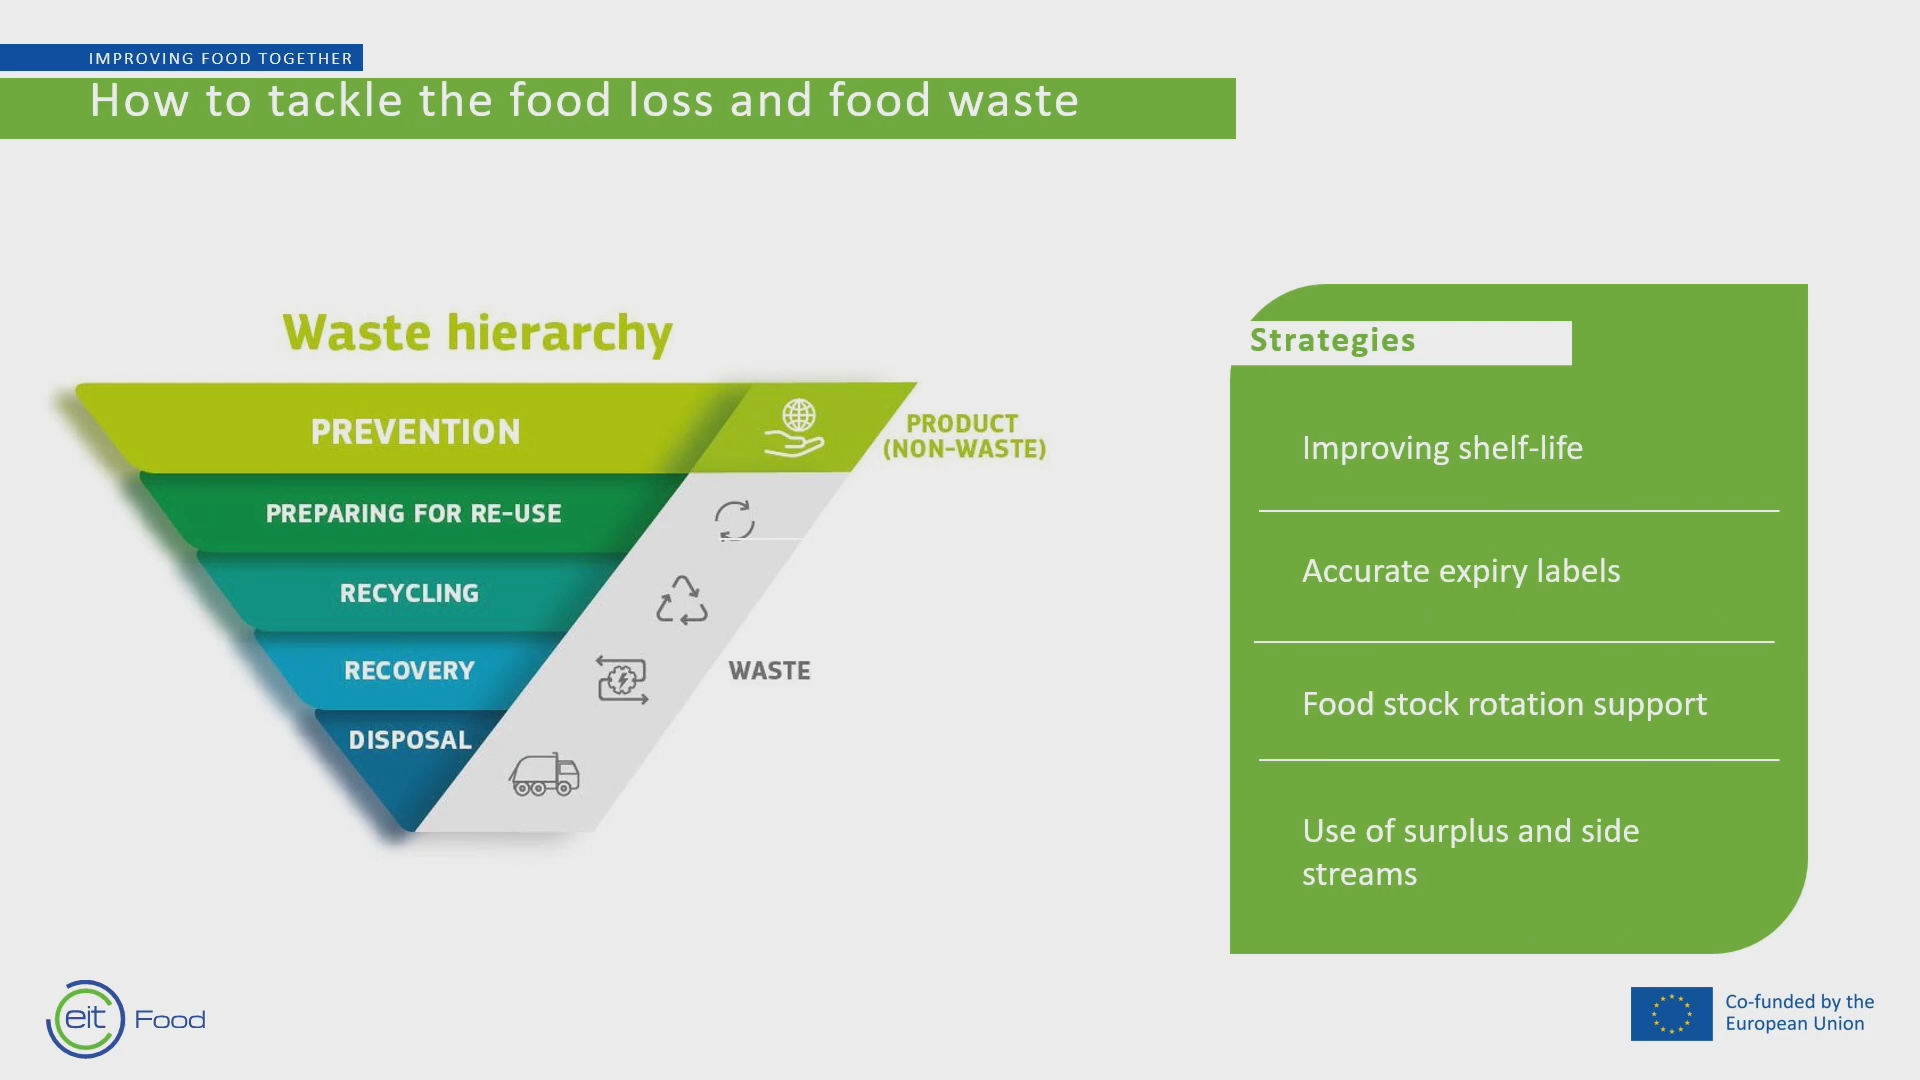 IMPROVING FOOD TOGETHER
How to tackle the food loss and food waste
Waste hierarchy
PREVENTION
PRODUCT
(NON-WASTE)
PREPARING FOR RE-USE
RECYCLING
RECOVERY
WASTE
DISPOSAL
Strategies
Improving shelf-life
Accurate expiry labels
Food stock rotation support
Use of surplus and side
streams
eit Food
Co-funded by the
European Union